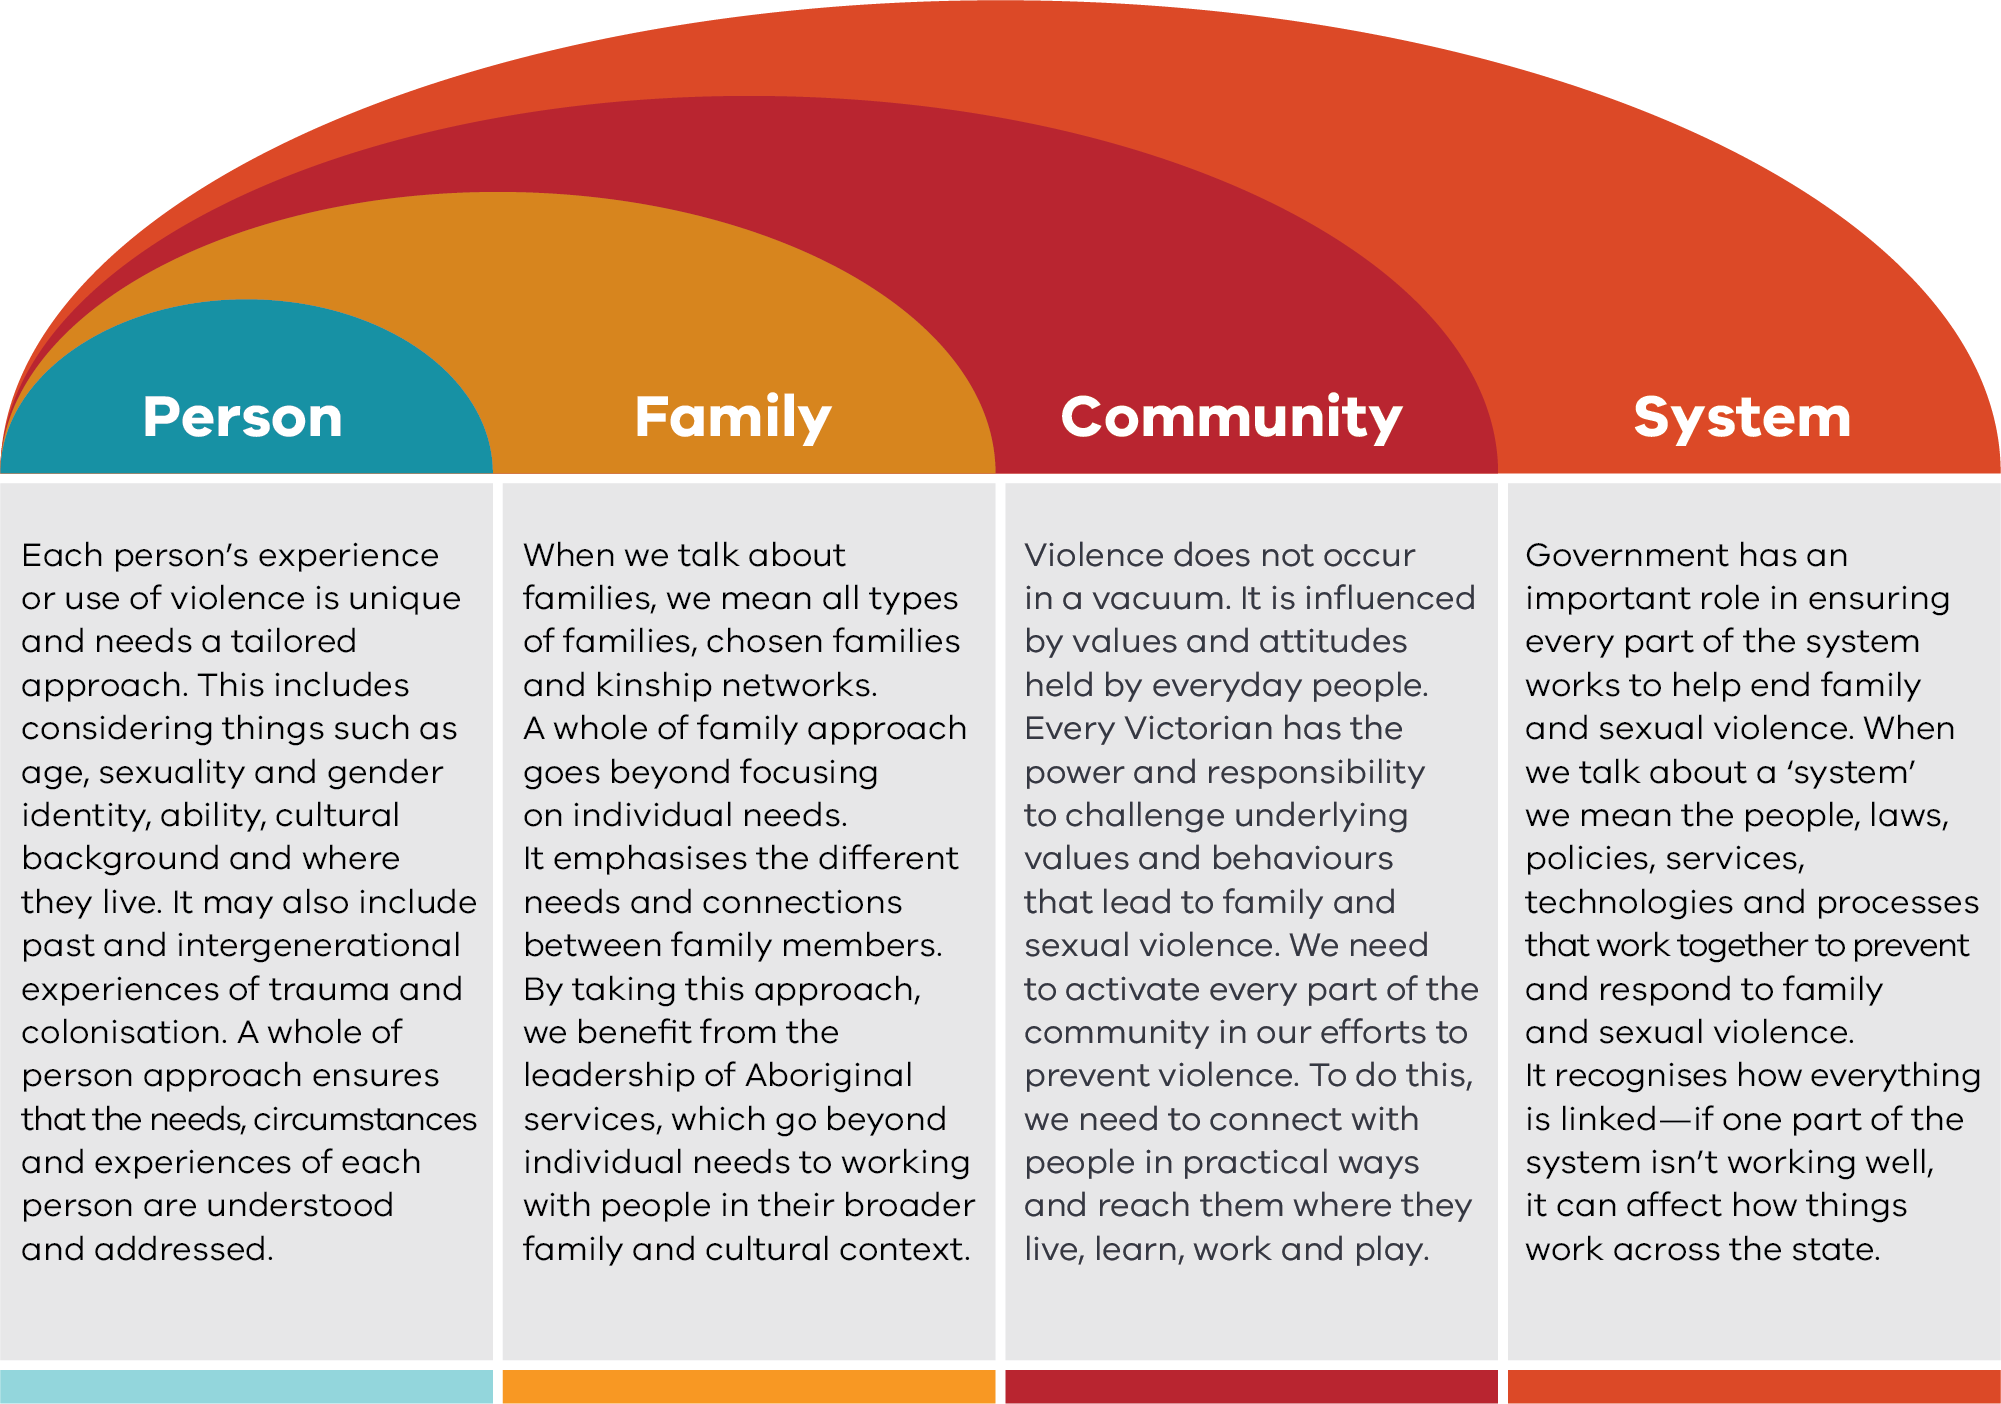 Person
Family
Community
System
Each person’s experience
or use of violence is unique
and needs a tailored
approach. This includes
considering things such as
age, sexuality and gender
identity, ability, cultural
background and where
they live. It may also include
past and intergenerational
experiences of trauma and
colonisation. A whole of
person approach ensures
that the needs, circumstances
and experiences of each
person are understood
and addressed.
When we talk about
families, we mean all types
of families, chosen families
and kinship networks.
A whole of family approach
goes beyond focusing
on individual needs.
It emphasises the different
needs and connections
between family members.
By taking this approach,
we benefit from the
leadership of Aboriginal
services, which go beyond
individual needs to working
with people in their broader
family and cultural context.
Violence does not occur
in a vacuum. It is influenced
by values and attitudes
held by everyday people.
Every Victorian has the
power and responsibility
to challenge underlying
values and behaviours
that lead to family and
sexual violence. We need
to activate every part of the
community in our efforts to
prevent violence. To do this,
we need to connect with
people in practical ways
and reach them where they
live, learn, work and play.
Government has an
important role in ensuring
every part of the system
works to help end family
and sexual violence. When
we talk about a ‘system’
we mean the people, laws,
policies, services,
technologies and processes
that work together to prevent
and respond to family
and sexual violence.
It recognises how everything
is linked—if one part of the
system isn’t working well,
it can affect how things
work across the state.